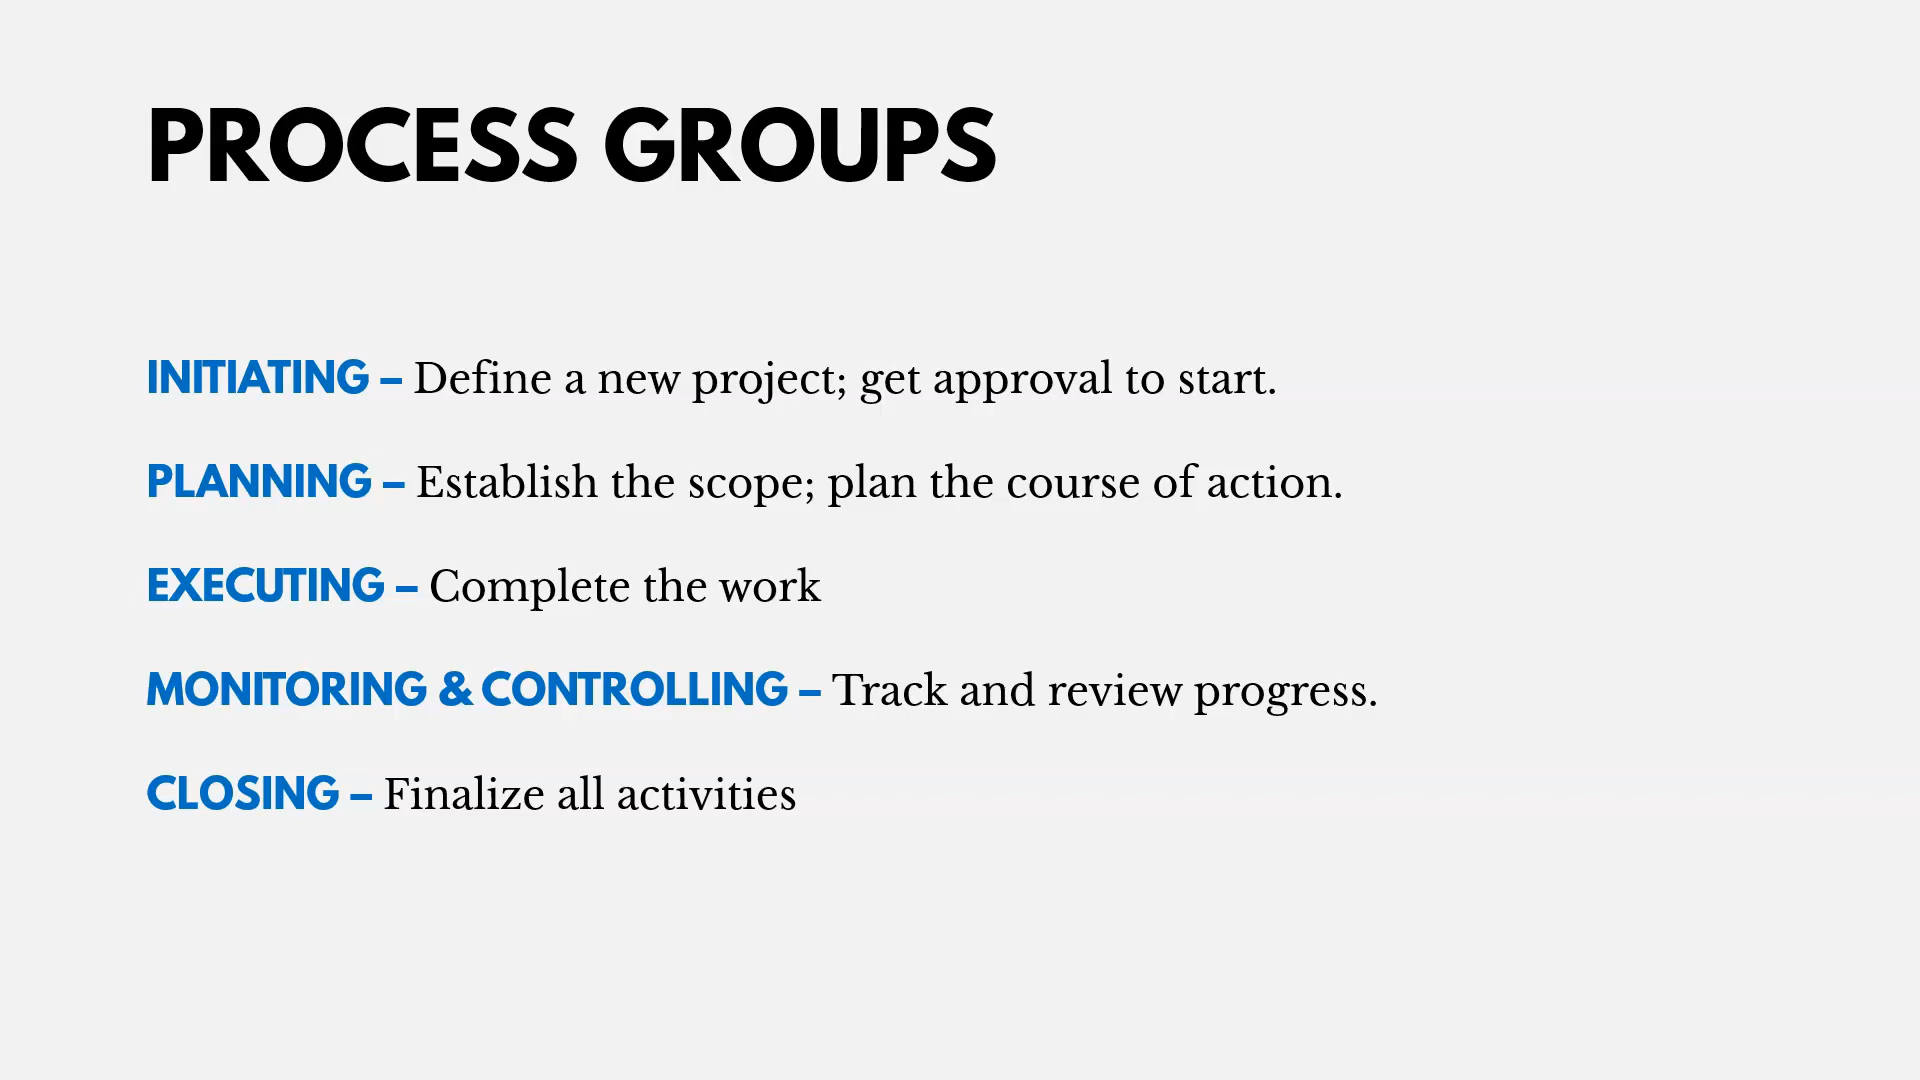 PROCESS GROUPS
INITIATING – Define a new project; get approval to start.
PLANNING – Establish the scope; plan the course of action.
EXECUTING – Complete the work
MONITORING & CONTROLLING – Track and review progress.
CLOSING – Finalize all activities